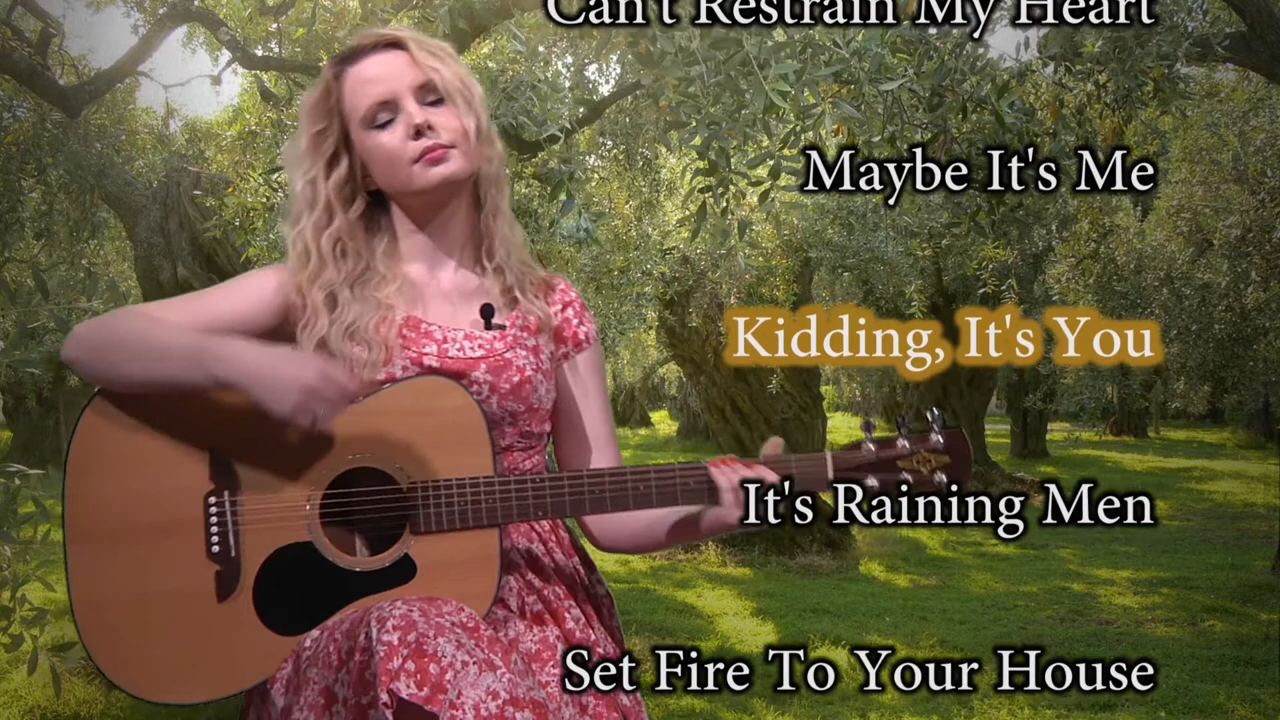 Can't Restrain My Heart
Maybe It's Me
Kidding, It's You
It's Raining Men
Set Fire To Your House